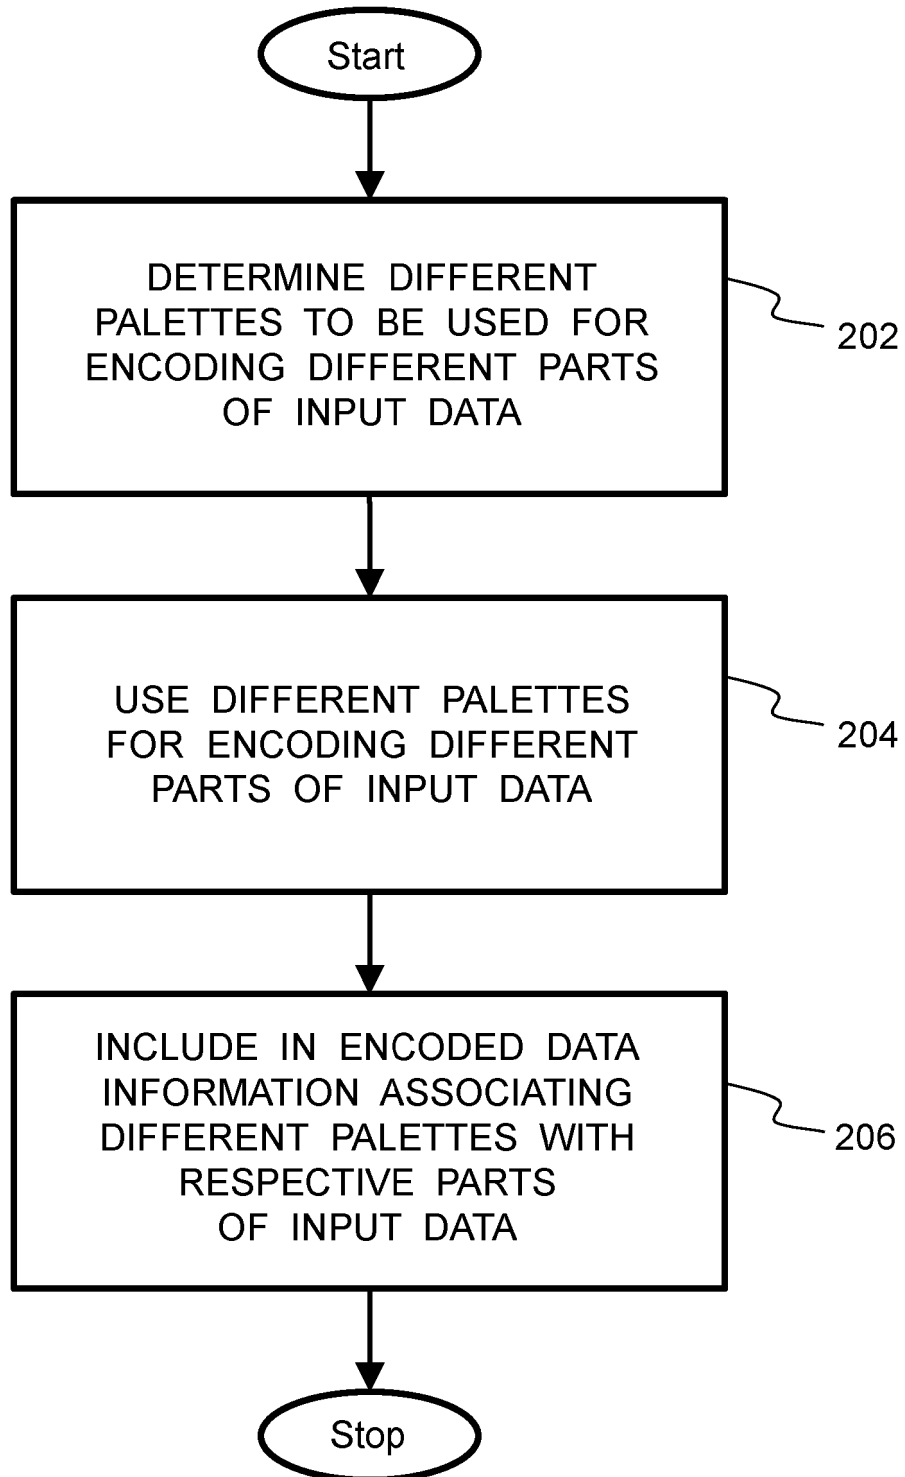 Start
DETERMINE DIFFERENT
PALETTES TO BE USED FOR
ENCODING DIFFERENT PARTS
OF INPUT DATA
202
USE DIFFERENT PALETTES
FOR ENCODING DIFFERENT
PARTS OF INPUT DATA
204
INCLUDE IN ENCODED DATA
INFORMATION ASSOCIATING
DIFFERENT PALETTES WITH
RESPECTIVE PARTS
OF INPUT DATA
206
Stop